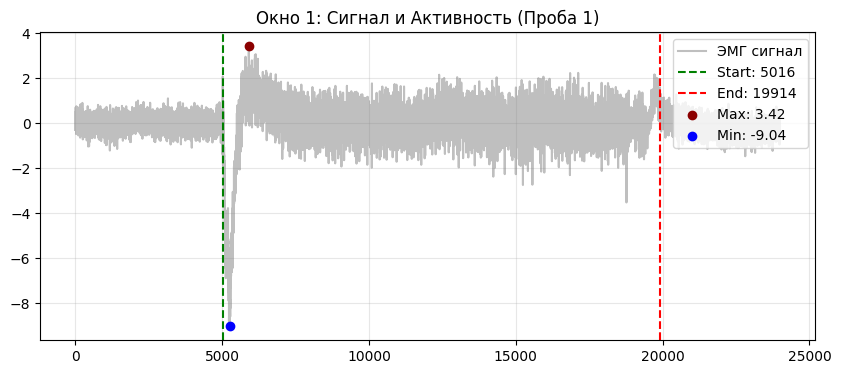 Окно 1: Сигнал и Активность (Проба 1)
4
2
0
−2
−4
−6
−8
ЭМГ сигнал
Start: 5016
End: 19914
Max: 3.42
Min: -9.04
0
5000
10000
15000
20000
25000